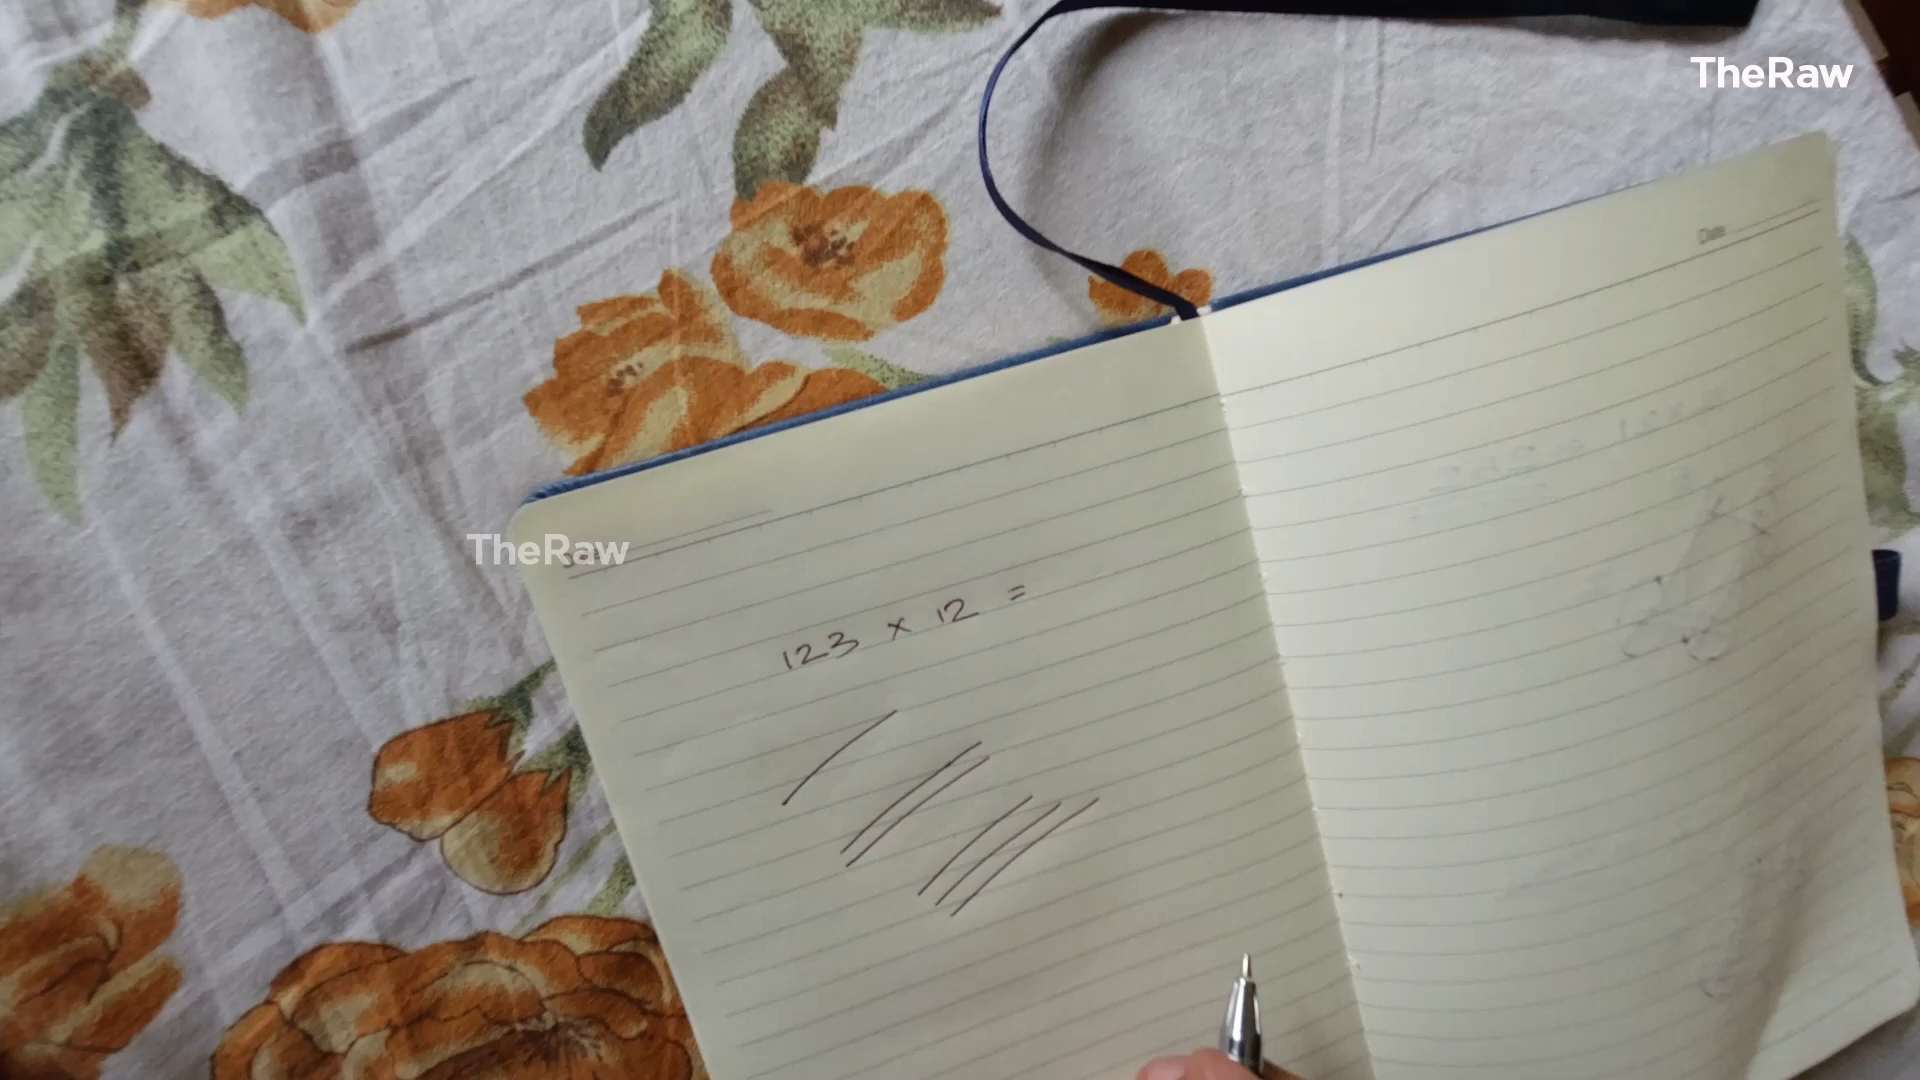 TheRaw
Date
TheRaw
123 x 12 =